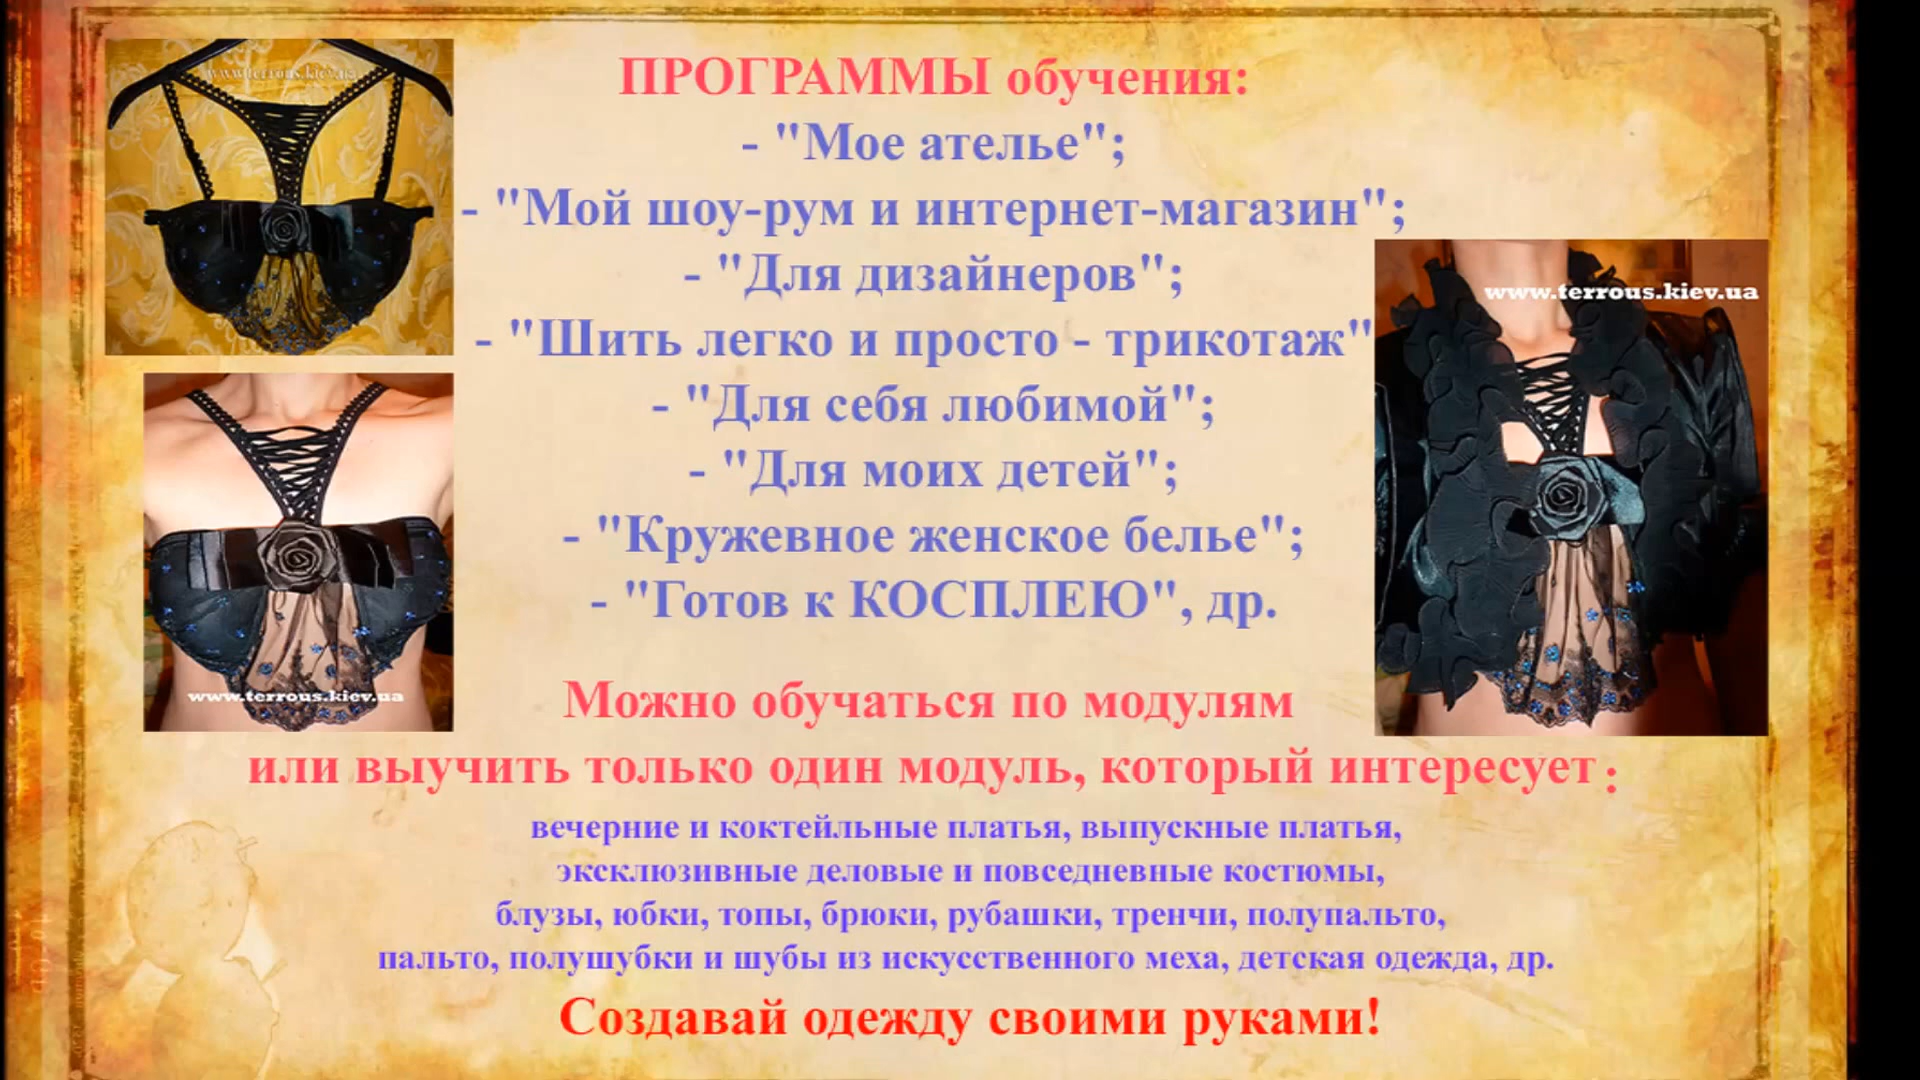 www.terrous.kiev.ua
ПРОГРАММЫ обучения:
- "Мое ателье";
- "Мой шоу-рум и интернет-магазин";
- "Для дизайнеров";
- "Шить легко и просто - трикотаж"
- "Для себя любимой";
- "Для моих детей";
- "Кружевное женское белье";
- "Готов к КОСПЛЕЮ", др.
www.terrous.kiev.ua
www.terrous.kiev.ua
Можно обучаться по модулям
или выучить только один модуль, который интересует:
вечерние и коктейльные платья, выпускные платья,
эксклюзивные деловые и повседневные костюмы,
блузы, юбки, топы, брюки, рубашки, тренчи, полупальто,
пальто, полушубки и шубы из искусственного меха, детская одежда, др.
Создавай одежду своими руками!